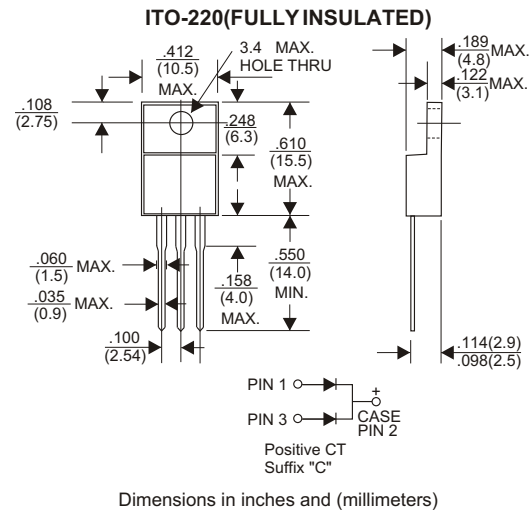 ITO-220(FULLY INSULATED)
.412
(10.5)
MAX.
3.4 MAX.
HOLE THRU
.189
(4.8) MAX.
.122
(3.1) MAX.
.108
(2.75)
.248
(6.3)
.610
(15.5)
MAX.
.060
(1.5) MAX.
.035
(0.9) MAX.
.158
(4.0)
MAX.
.550
(14.0)
MIN.
.100
(2.54)
.114(2.9)
.098(2.5)
PIN 1
+
PIN 3
CASE
PIN 2
Positive CT
Suffix "C"
Dimensions in inches and (millimeters)